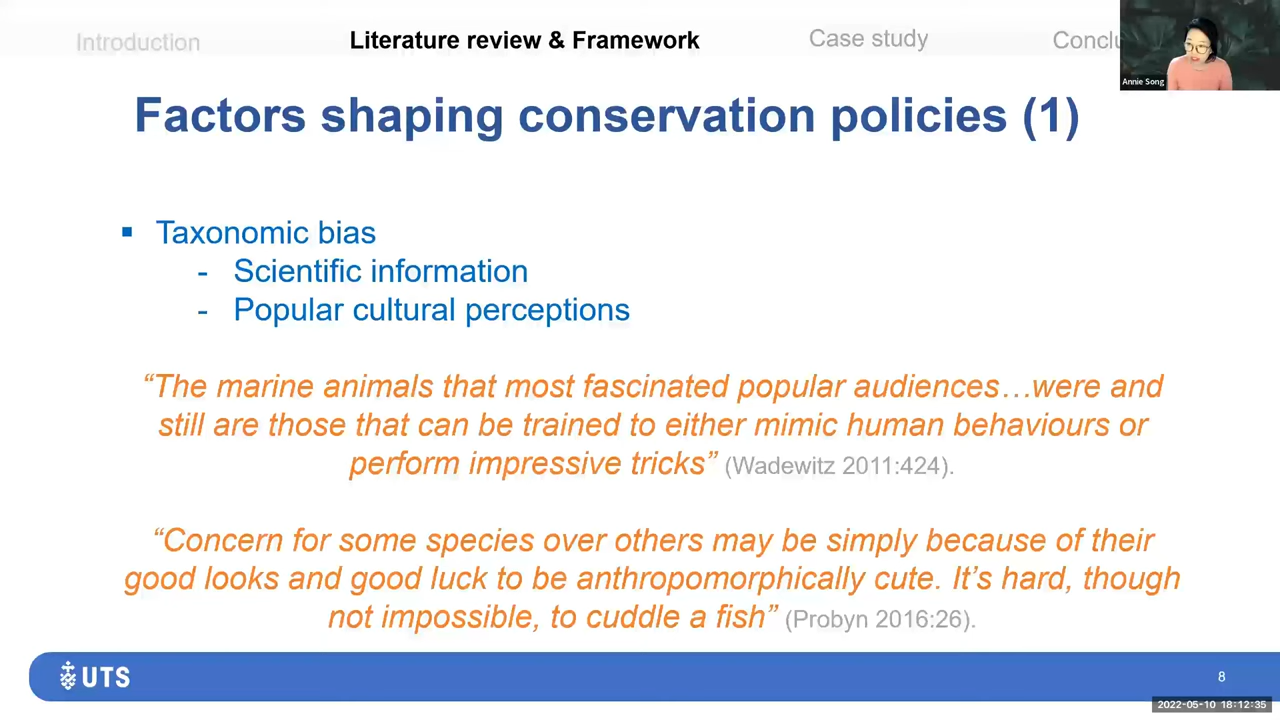 Introduction
Literature review & Framework
Case study
Conclu
Annie Song
Factors shaping conservation policies (1)
▪ Taxonomic bias
- Scientific information
- Popular cultural perceptions
“The marine animals that most fascinated popular audiences…were and
still are those that can be trained to either mimic human behaviours or
perform impressive tricks” (Wadewitz 2011:424).
“Concern for some species over others may be simply because of their
good looks and good luck to be anthropomorphically cute. It’s hard, though
not impossible, to cuddle a fish” (Probyn 2016:26).
UTS
8
2022-05-10 18:12:35